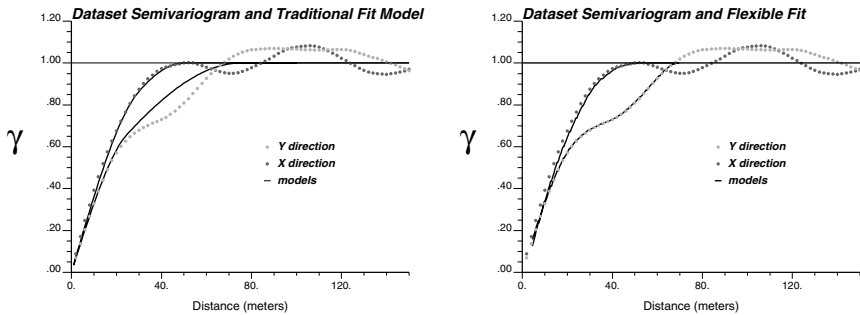 Dataset Semivariogram and Traditional Fit Model
γ
1.20
1.00
.80
.60
.40
.20
.00
0.
40.
80.
120.
Distance (meters)
Y direction
X direction
models
Dataset Semivariogram and Flexible Fit
γ
1.20
1.00
.80
.60
.40
.20
.00
0.
40.
80.
120.
Distance (meters)
Y direction
X direction
models